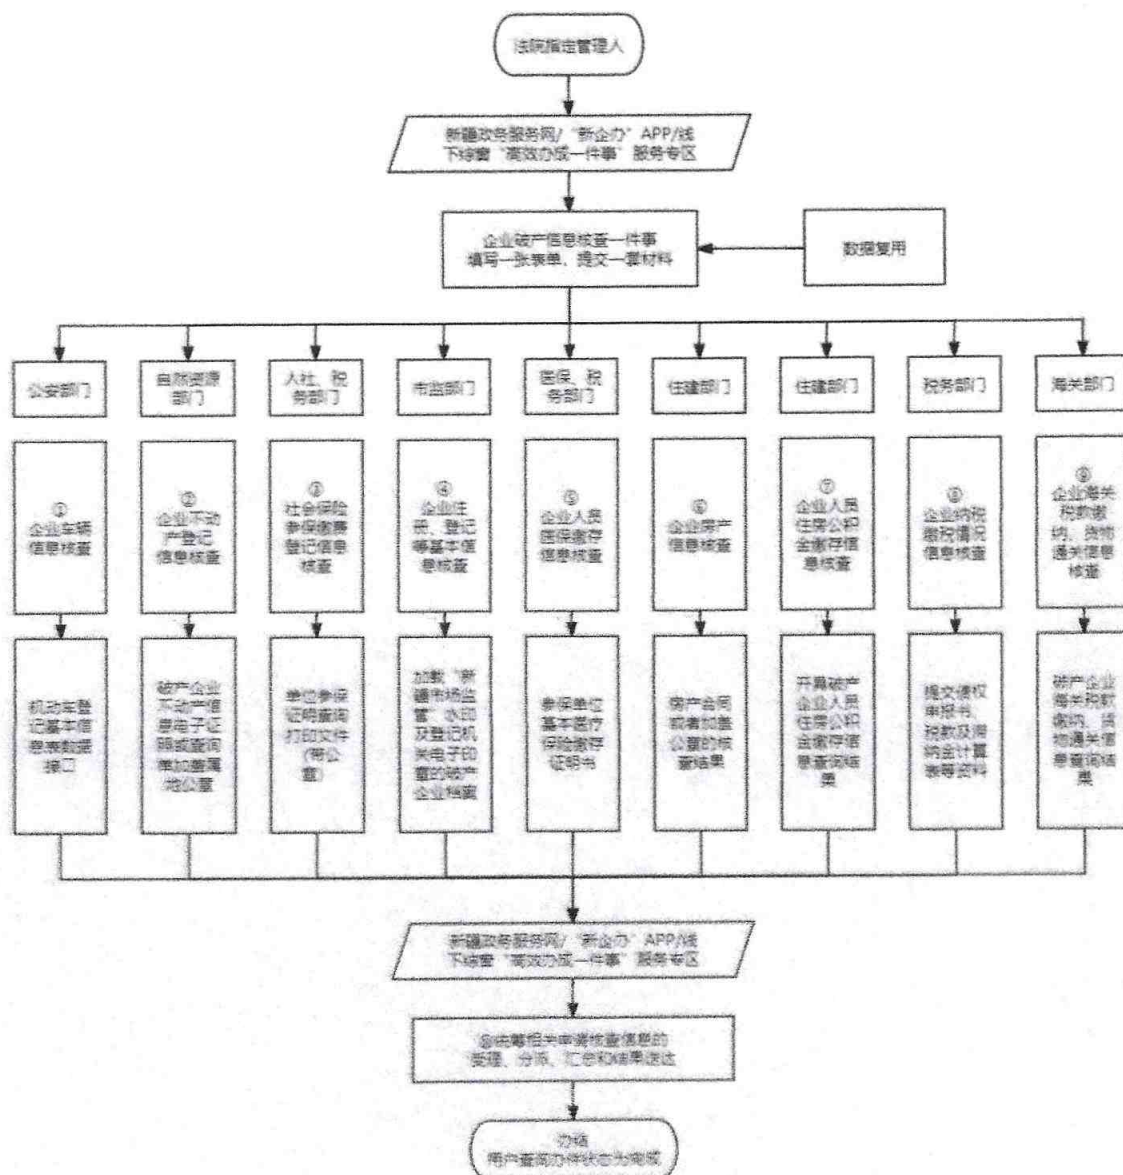 法院指定管理人
新疆政务服务网/“新企办”APP/线
下综窗“高效办成一件事”服务专区
企业破产信息核查一件事
填写一张表单、提交一套材料
数据复用
公安部门
自然资源
部门
人社、税
务部门
市监部门
医保、税
务部门
住建部门
住建部门
税务部门
海关部门
①
企业车辆
信息核查
②
企业不动
产登记
信息核查
③
社会保险
参保缴费
登记信息
核查
④
企业注
册、登记
等基本信
息核查
⑤
企业人员
医保缴存
信息核查
⑥
企业房产
信息核查
⑦
企业人员
住房公积
金缴存信
息核查
⑧
企业纳税
缴税情况
信息核查
⑨
企业海关
税款缴
纳、货物
通关信息
核查
机动车登
记基本信
息表数据
接口
破产企业
不动产信
息电子证
照或查询
单加盖属
地公章
单位参保
证明查询
打印文件
（带公
章）
加载“新
疆市场监
管”水印
及登记机
关电子印
章的破产
企业档案
参保单位
基本医疗
保险缴存
证明书
房产合同
或者加盖
公章的核
查结果
开具破产
企业人员
住房公积
金缴存信
息查询结
果
提交债权
申报书、
税款及滞
纳金计算
表等资料
破产企业
海关税款
缴纳、货
物通关信
息查询结
果
新疆政务服务网/“新企办”APP/线
下综窗“高效办成一件事”服务专区
统筹相关申请核查信息的
受理、分派、汇总和结果送达
办结
用户查询办件状态为完成